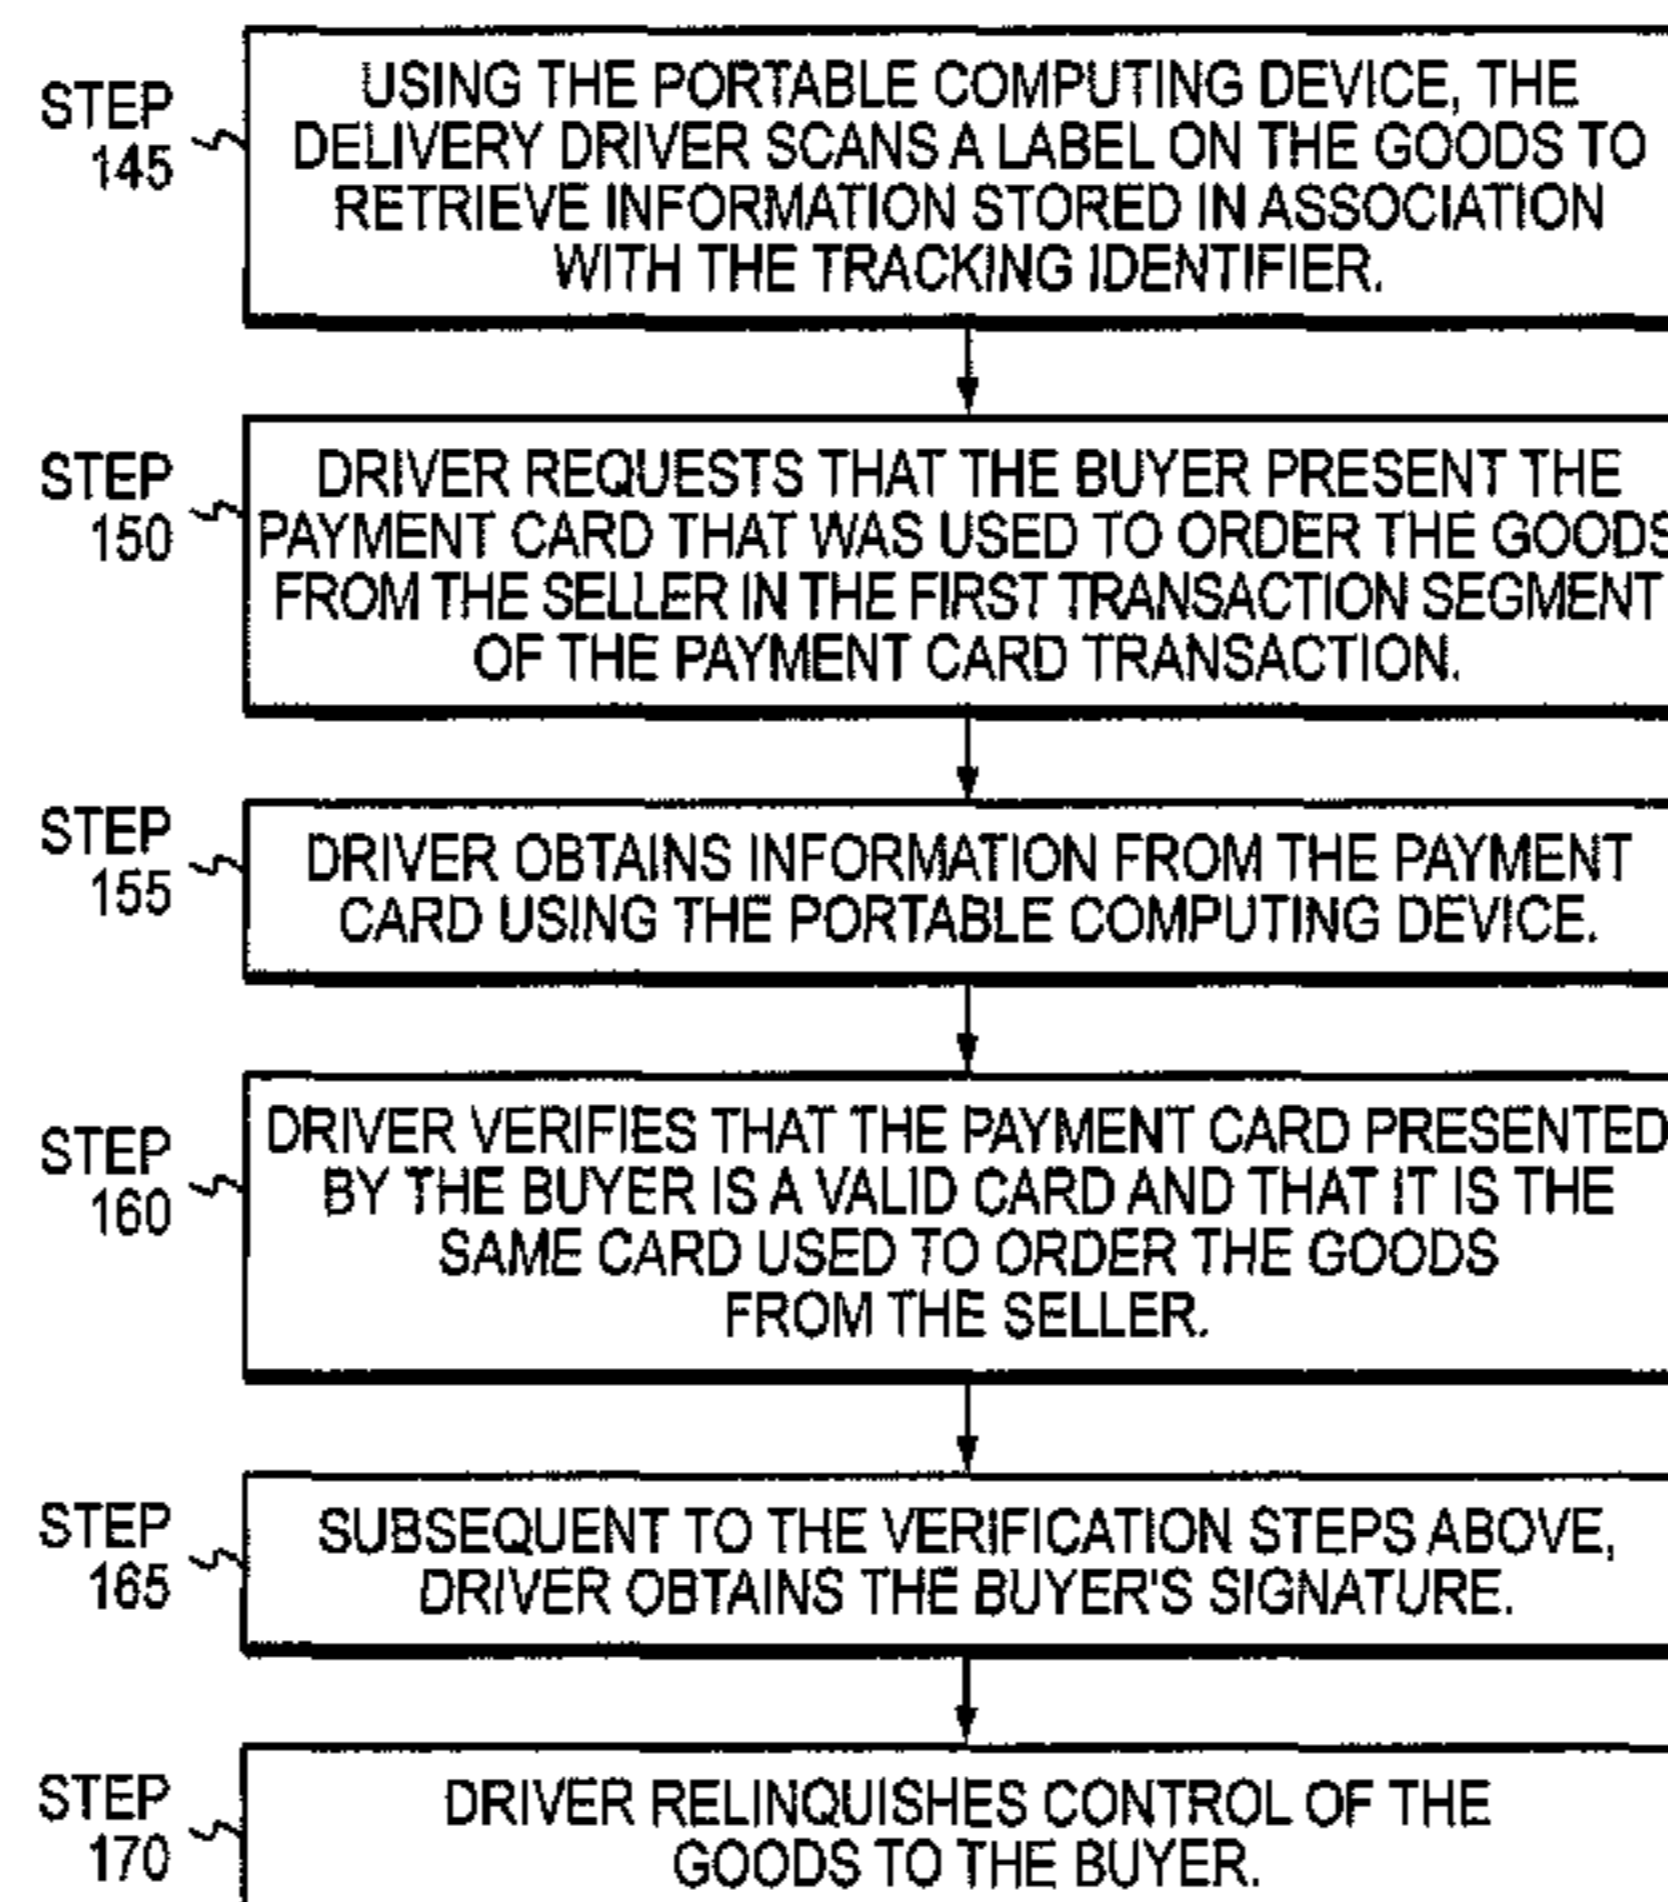 STEP
145
USING THE PORTABLE COMPUTING DEVICE, THE
DELIVERY DRIVER SCANS A LABEL ON THE GOODS TO
RETRIEVE INFORMATION STORED IN ASSOCIATION
WITH THE TRACKING IDENTIFIER.
STEP
150
DRIVER REQUESTS THAT THE BUYER PRESENT THE
PAYMENT CARD THAT WAS USED TO ORDER THE GOODS
FROM THE SELLER IN THE FIRST TRANSACTION SEGMENT
OF THE PAYMENT CARD TRANSACTION.
STEP
155
DRIVER OBTAINS INFORMATION FROM THE PAYMENT
CARD USING THE PORTABLE COMPUTING DEVICE.
STEP
160
DRIVER VERIFIES THAT THE PAYMENT CARD PRESENTED
BY THE BUYER IS A VALID CARD AND THAT IT IS THE
SAME CARD USED TO ORDER THE GOODS
FROM THE SELLER.
STEP
165
SUBSEQUENT TO THE VERIFICATION STEPS ABOVE,
DRIVER OBTAINS THE BUYER'S SIGNATURE.
STEP
170
DRIVER RELINQUISHES CONTROL OF THE
GOODS TO THE BUYER.